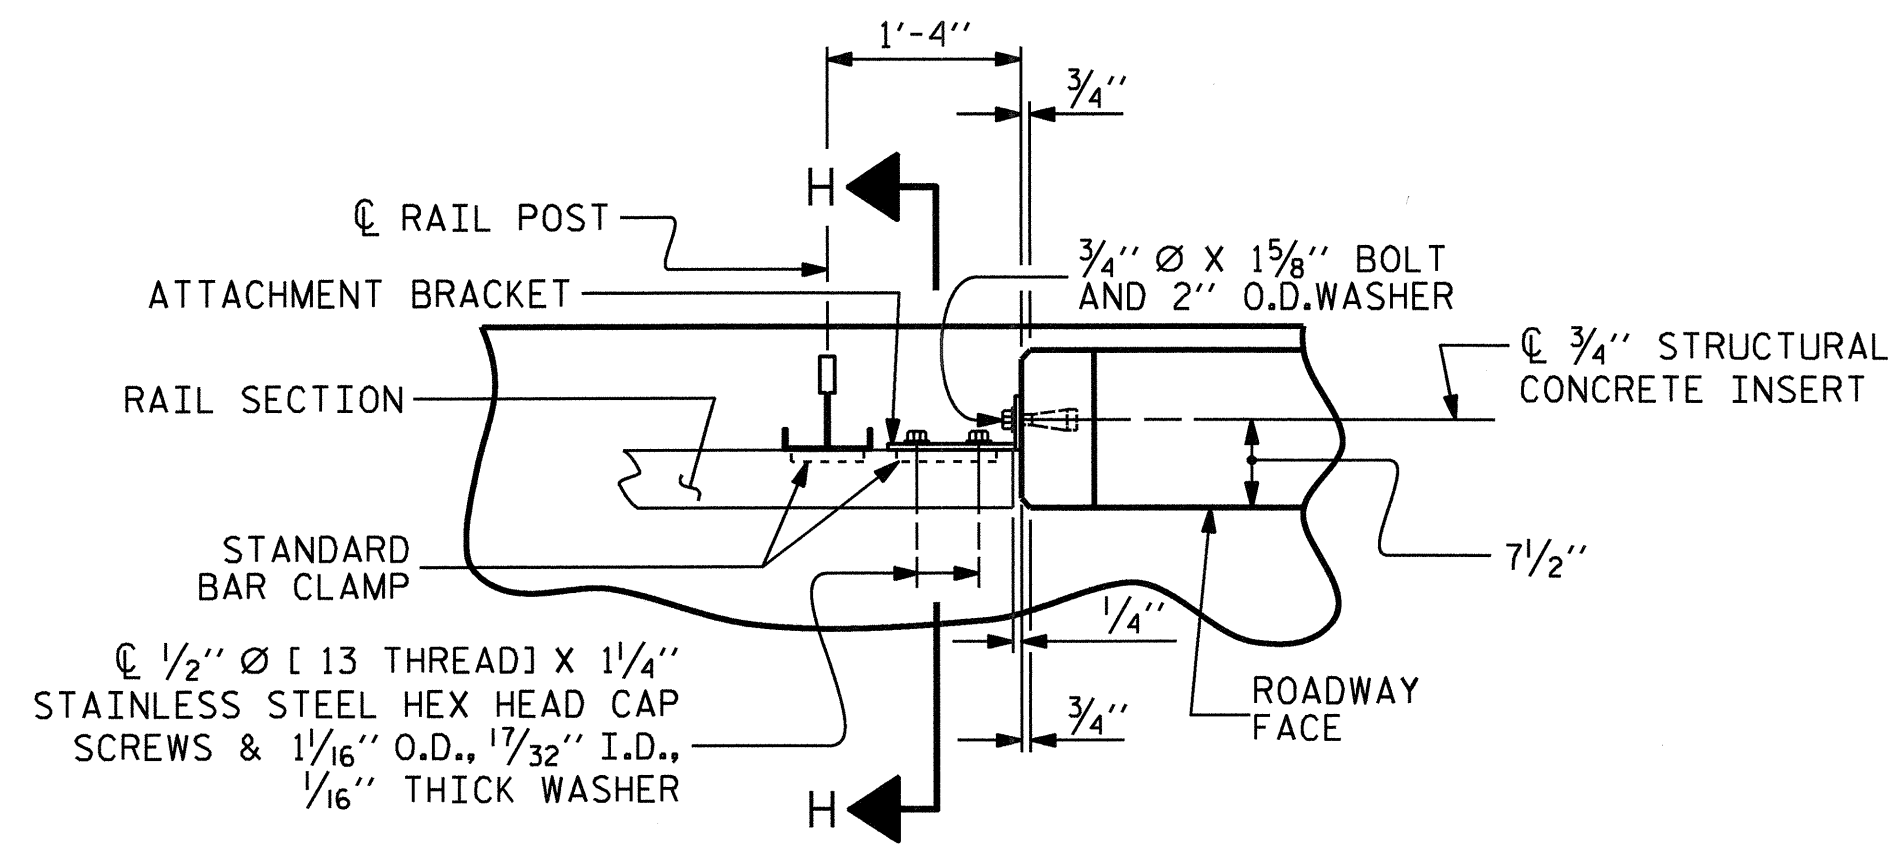 1'-4"
3/4"
H
℄ RAIL POST
3/4" Ø X 1 5/8" BOLT
AND 2" O.D. WASHER
ATTACHMENT BRACKET
℄ 3/4" STRUCTURAL
CONCRETE INSERT
RAIL SECTION
STANDARD
BAR CLAMP
7 1/2"
1/4"
℄ 1/2" Ø [ 13 THREAD] X 1 1/4"
STAINLESS STEEL HEX HEAD CAP
SCREWS & 1 1/16" O.D., 17/32" I.D.,
1/16" THICK WASHER
ROADWAY
FACE
3/4"
H